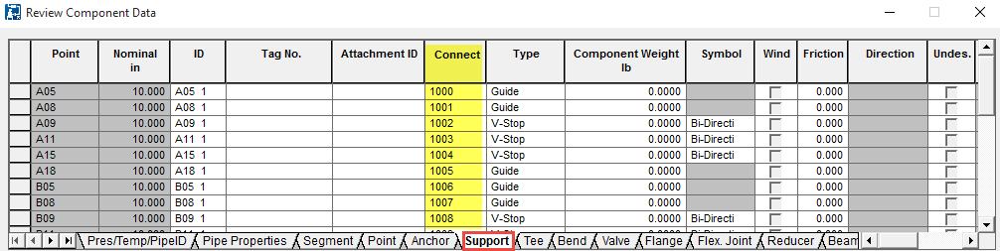 Review Component Data
Point Nominal in ID Tag No. Attachment ID Connect Type Component Weight lb Symbol Wind Friction Direction Undes.
A05 10.000 A05 1 1000 Guide 0.0000 0.000
A08 10.000 A08 1 1001 Guide 0.0000 0.000
A09 10.000 A09 1 1002 V-Stop 0.0000 Bi-Directi 0.000
A11 10.000 A11 1 1003 V-Stop 0.0000 Bi-Directi 0.000
A15 10.000 A15 1 1004 V-Stop 0.0000 Bi-Directi 0.000
A18 10.000 A18 1 1005 Guide 0.0000 0.000
B05 10.000 B05 1 1006 Guide 0.0000 0.000
B08 10.000 B08 1 1007 Guide 0.0000 0.000
B09 10.000 B09 1 1008 V-Stop 0.0000 Bi-Directi 0.000
Pres/Temp/PipeID Pipe Properties Segment Point Anchor Support Tee Bend Valve Flange Flex. Joint Reducer Beam